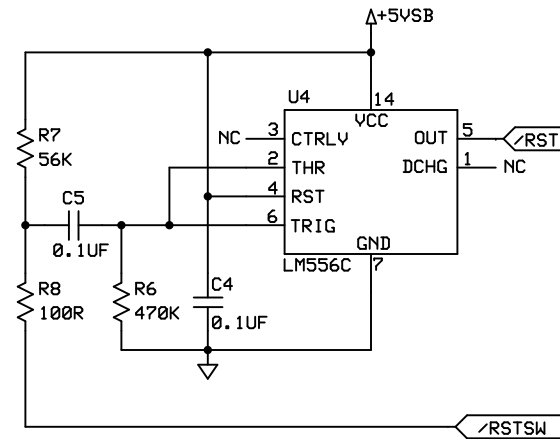 +5VSB
U4
14
VCC
R7
56K
NC 3 CTRLV OUT 5 /RST
2 THR DCHG 1 NC
4 RST
C5
6 TRIG
0.1UF
GND
LM556C 7
R8
100R
R6
470K
C4
0.1UF
/RSTSW